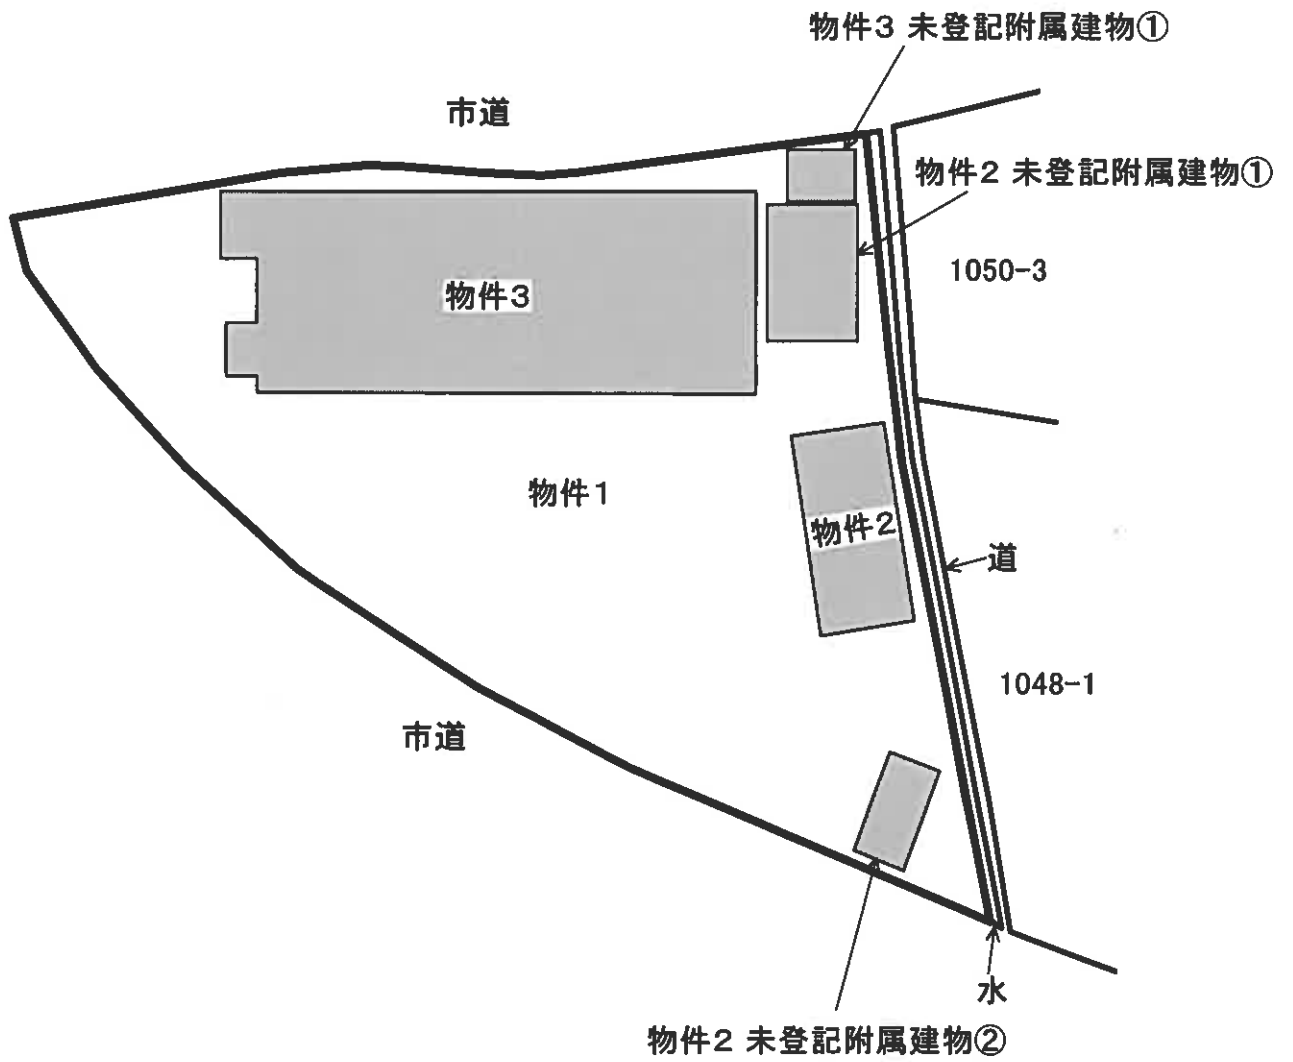 物件3 未登記附属建物①
市道
物件2 未登記附属建物①
1050-3
物件3
物件1
物件2
道
1048-1
市道
水
物件2 未登記附属建物②